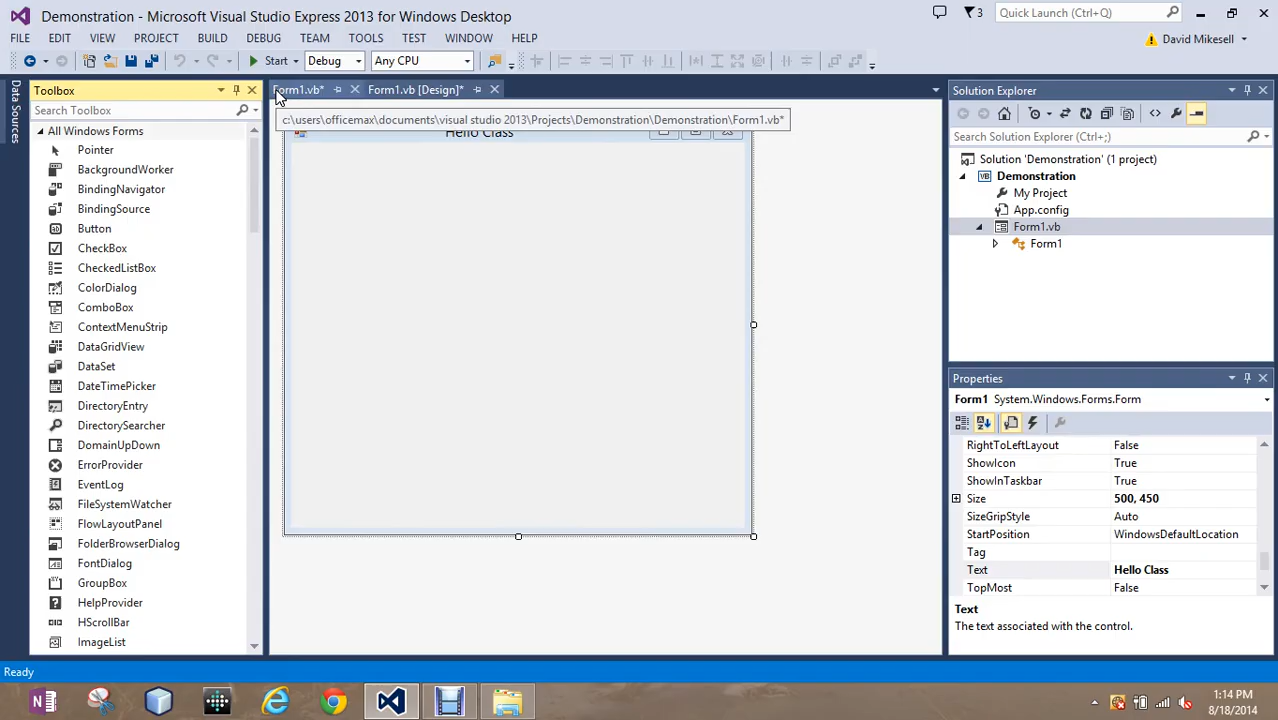 Demonstration - Microsoft Visual Studio Express 2013 for Windows Desktop
3
Quick Launch (Ctrl+Q)
FILE EDIT VIEW PROJECT BUILD DEBUG TEAM TOOLS TEST WINDOW HELP
David Mikesell
Start Debug Any CPU
Data Sources
Toolbox
Search Toolbox
All Windows Forms
Pointer
BackgroundWorker
BindingNavigator
BindingSource
Button
CheckBox
CheckedListBox
ColorDialog
ComboBox
ContextMenuStrip
DataGridView
DataSet
DateTimePicker
DirectoryEntry
DirectorySearcher
DomainUpDown
ErrorProvider
EventLog
FileSystemWatcher
FlowLayoutPanel
FolderBrowserDialog
FontDialog
GroupBox
HelpProvider
HScrollBar
ImageList
Form1.vb* Form1.vb [Design]*
c:\users\officemax\documents\visual studio 2013\Projects\Demonstration\Demonstration\Form1.vb*
Hello Class
Solution Explorer
Search Solution Explorer (Ctrl+;)
Solution 'Demonstration' (1 project)
VB Demonstration
My Project
App.config
Form1.vb
Form1
Properties
Form1 System.Windows.Forms.Form
RightToLeftLayout False
ShowIcon True
ShowInTaskbar True
Size 500, 450
SizeGripStyle Auto
StartPosition WindowsDefaultLocation
Tag
Text Hello Class
TopMost False
Text
The text associated with the control.
Ready
1:14 PM
8/18/2014